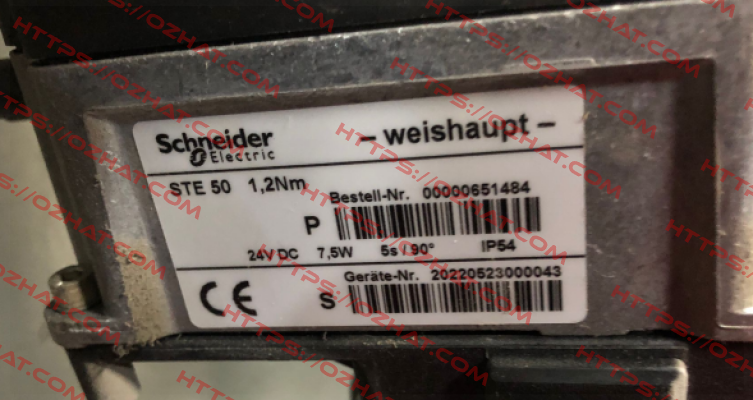 Schneider Electric
– weishaupt –
STE 50 1,2Nm
Bestell-Nr. 00000651484
P
24V DC 7,5W 5s / 90° IP54
Geräte-Nr. 20220523000043
CE S
HTTPS://OZHAT.COM